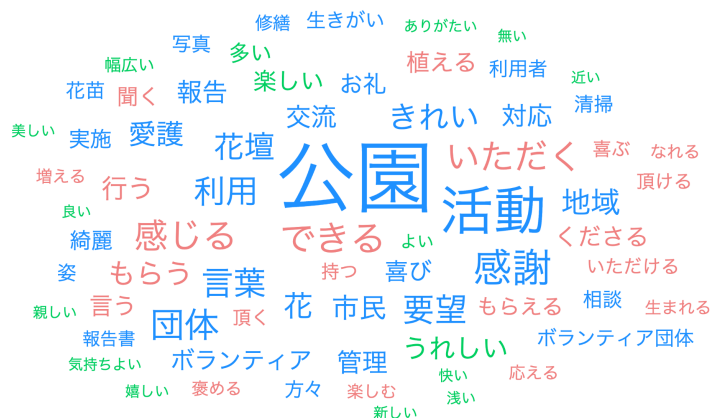 修繕 生きがい ありがたい
写真 多い 無い
幅広い 楽しい お礼 植える 利用者 近い
花苗 聞く 報告 交流 きれい 対応 清掃
美しい 実施 愛護 花壇 公園 いただく 喜ぶ なれる
増える 行う 利用 活動 地域 頂ける
良い 綺麗 感じる できる よい くださる
姿 もらう 言葉 持つ 喜び 感謝 いただける
親しい 言う 団体 頂く 花 市民 要望 もらえる 相談 生まれる
報告書 ボランティア 管理 うれしい ボランティア団体
気持ちよい 快い 応える
嬉しい 褒める 方々 楽しむ 浅い
新しい